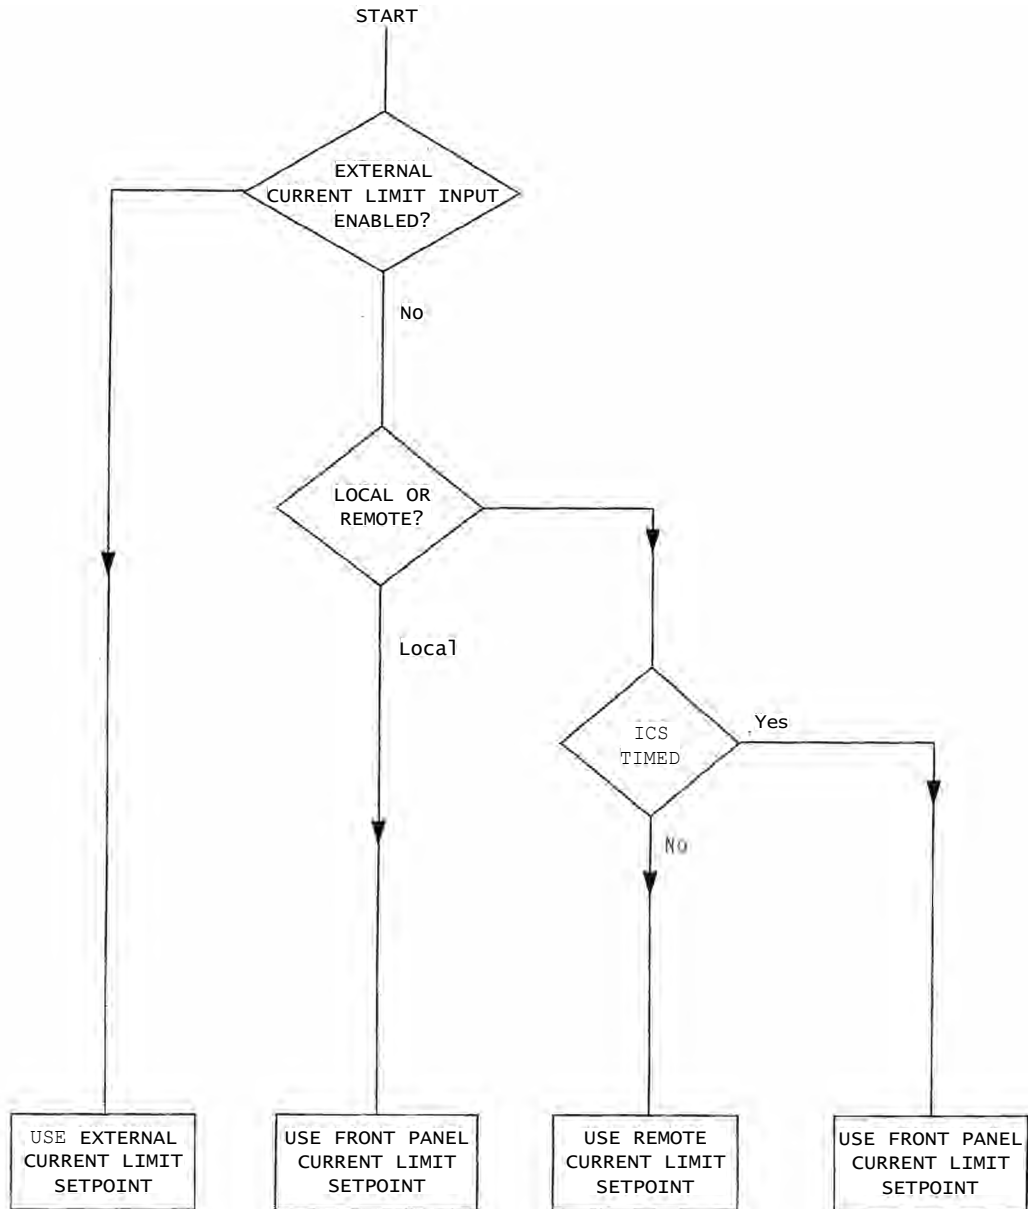 START
EXTERNAL
CURRENT LIMIT INPUT
ENABLED?
No
LOCAL OR
REMOTE?
Local
ICS
TIMED
Yes
No
USE EXTERNAL
CURRENT LIMIT
SETPOINT
USE FRONT PANEL
CURRENT LIMIT
SETPOINT
USE REMOTE
CURRENT LIMIT
SETPOINT
USE FRONT PANEL
CURRENT LIMIT
SETPOINT